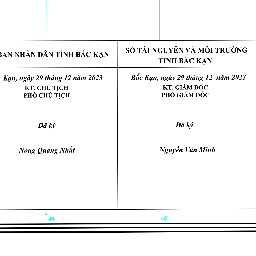 BAN NHÂN DÂN TỈNH BẮC KẠN
Kạn, ngày 29 tháng 12 năm 2023
KT. CHỦ TỊCH
PHÓ CHỦ TỊCH
Đã ký
Nông Quang Nhất
SỞ TÀI NGUYÊN VÀ MÔI TRƯỜNG
TỈNH BẮC KẠN
Bắc Kạn, ngày 29 tháng 12 năm 2023
KT. GIÁM ĐỐC
PHÓ GIÁM ĐỐC
Đã ký
Nguyễn Văn Minh